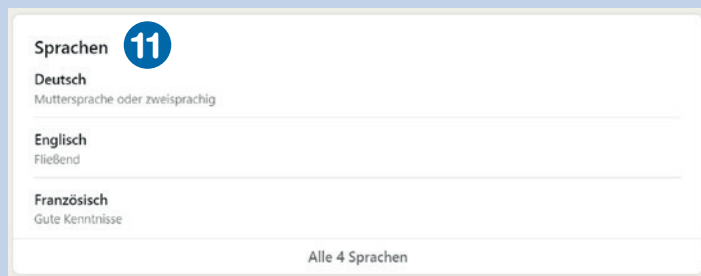 Sprachen 11
Deutsch
Muttersprache oder zweisprachig
Englisch
Fließend
Französisch
Gute Kenntnisse
Alle 4 Sprachen